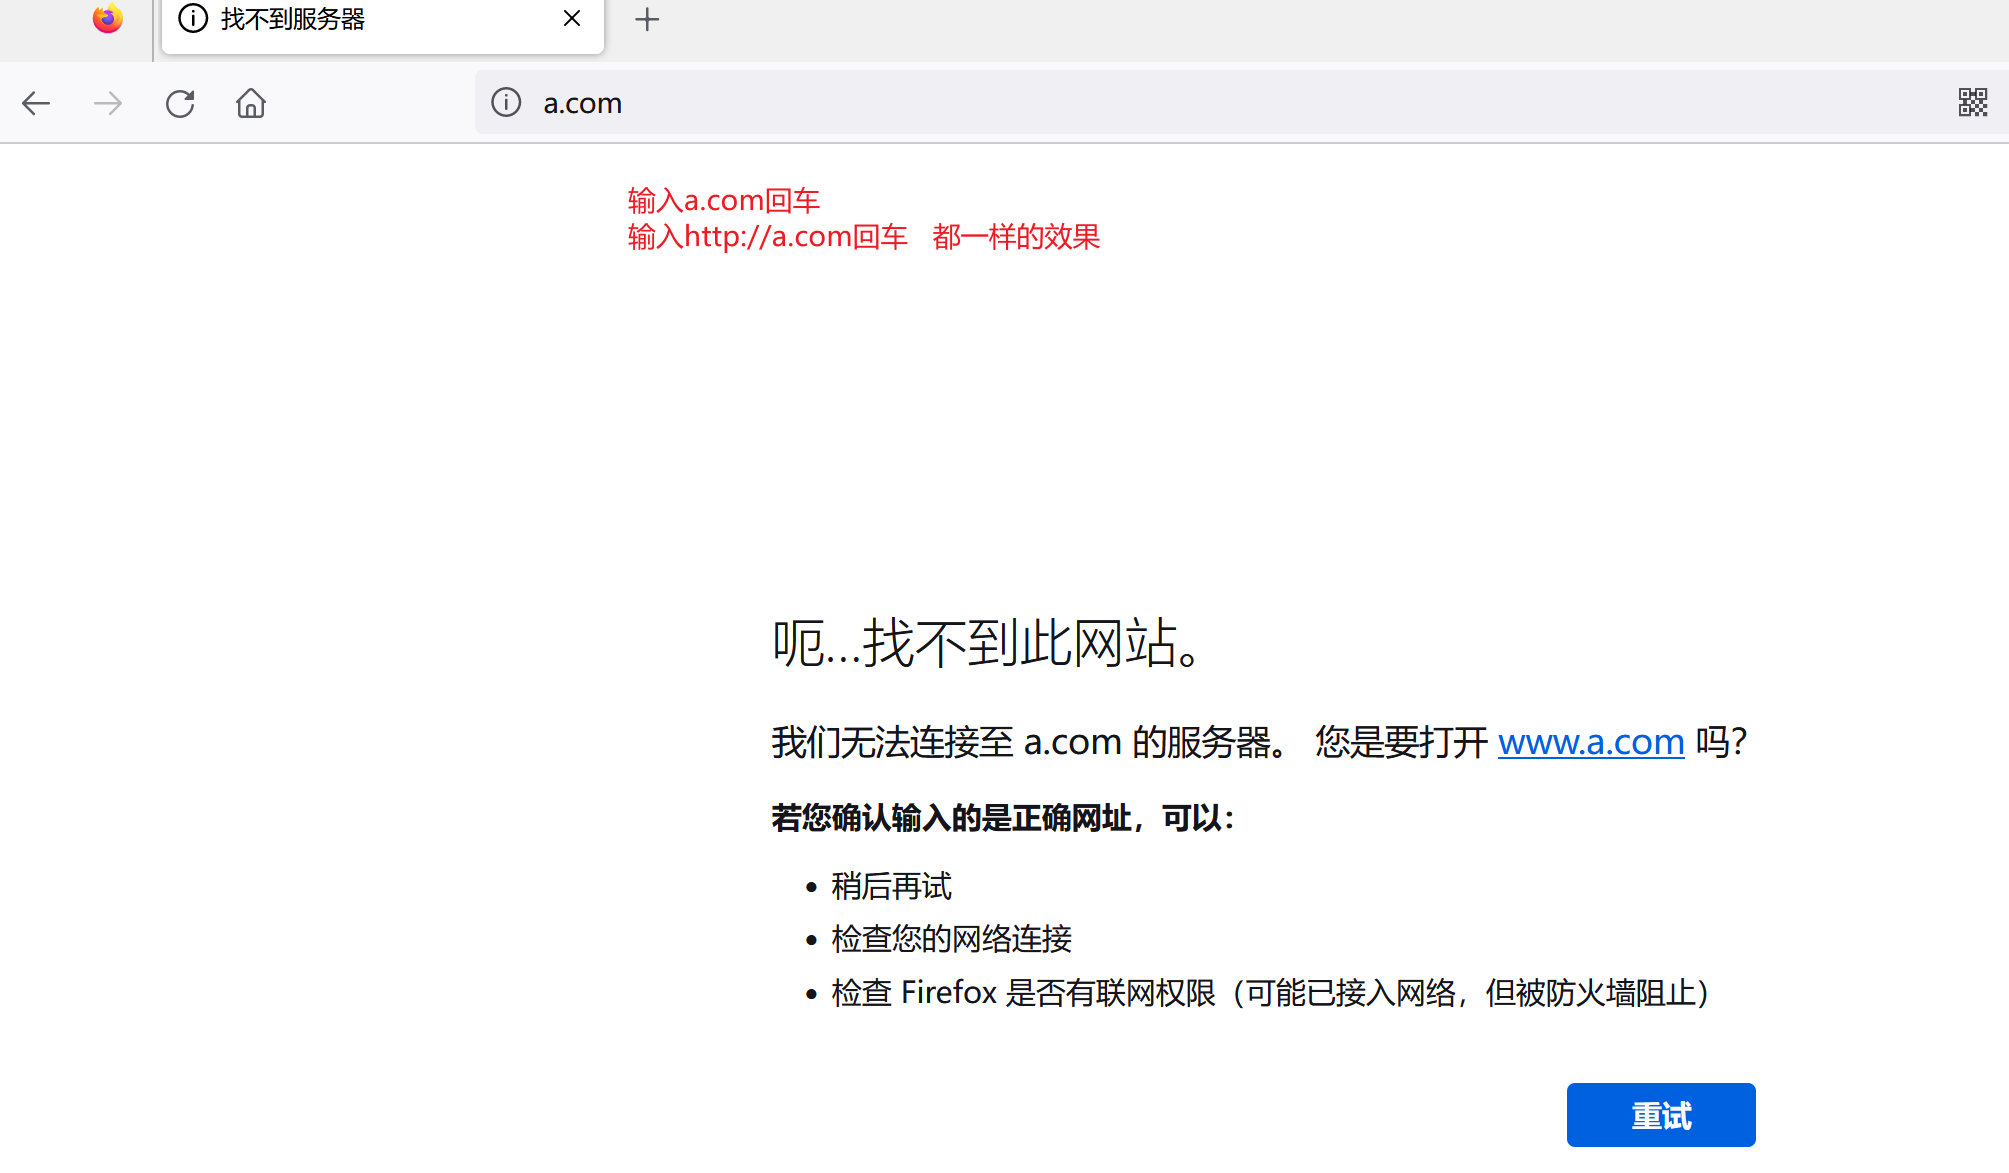 找不到服务器
a.com
输入a.com回车
输入http://a.com回车 都一样的效果
呃...找不到此网站。
我们无法连接至 a.com 的服务器。 您是要打开 www.a.com 吗？
若您确认输入的是正确网址，可以：
• 稍后再试
• 检查您的网络连接
• 检查 Firefox 是否有联网权限（可能已接入网络，但被防火墙阻止）
重试